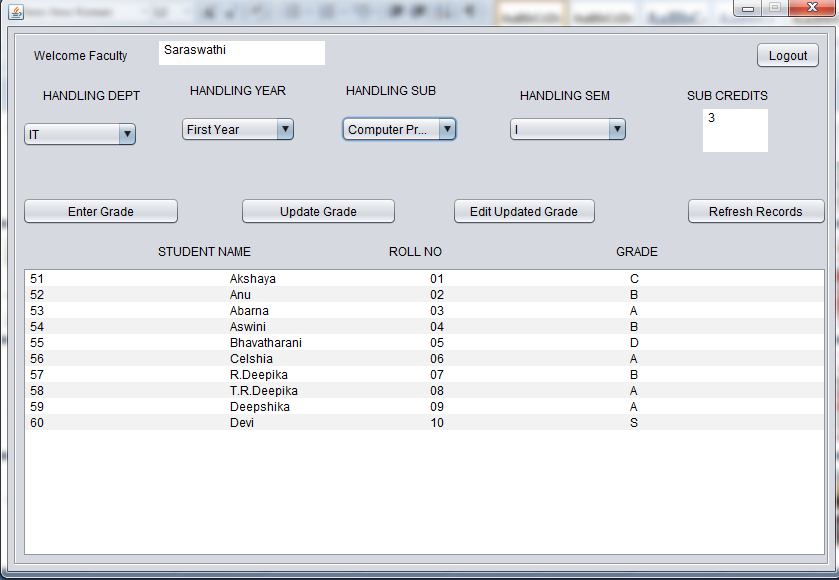 Welcome Faculty Saraswathi Logout
HANDLING DEPT HANDLING YEAR HANDLING SUB HANDLING SEM SUB CREDITS
IT First Year Computer Pr... I 3
Enter Grade Update Grade Edit Updated Grade Refresh Records
STUDENT NAME ROLL NO GRADE
51 Akshaya 01 C
52 Anu 02 B
53 Abarna 03 A
54 Aswini 04 B
55 Bhavatharani 05 D
56 Celshia 06 A
57 R.Deepika 07 B
58 T.R.Deepika 08 A
59 Deepshika 09 A
60 Devi 10 S